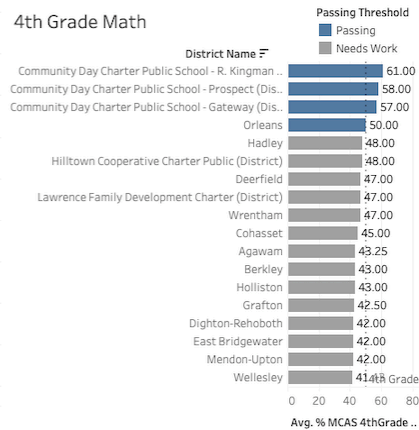 4th Grade Math
Passing Threshold
Passing
Needs Work
District Name
Community Day Charter Public School - R. Kingman .. 61.00
Community Day Charter Public School - Prospect (Dis.. 58.00
Community Day Charter Public School - Gateway (Dis.. 57.00
Orleans 50.00
Hadley 48.00
Hilltown Cooperative Charter Public (District) 48.00
Deerfield 47.00
Lawrence Family Development Charter (District) 47.00
Wrentham 47.00
Cohasset 45.00
Agawam 43.25
Berkley 43.00
Holliston 43.00
Grafton 42.50
Dighton-Rehoboth 42.00
East Bridgewater 42.00
Mendon-Upton 42.00
Wellesley Grade
0 20 40 60 80
Avg. % MCAS 4thGrade ..